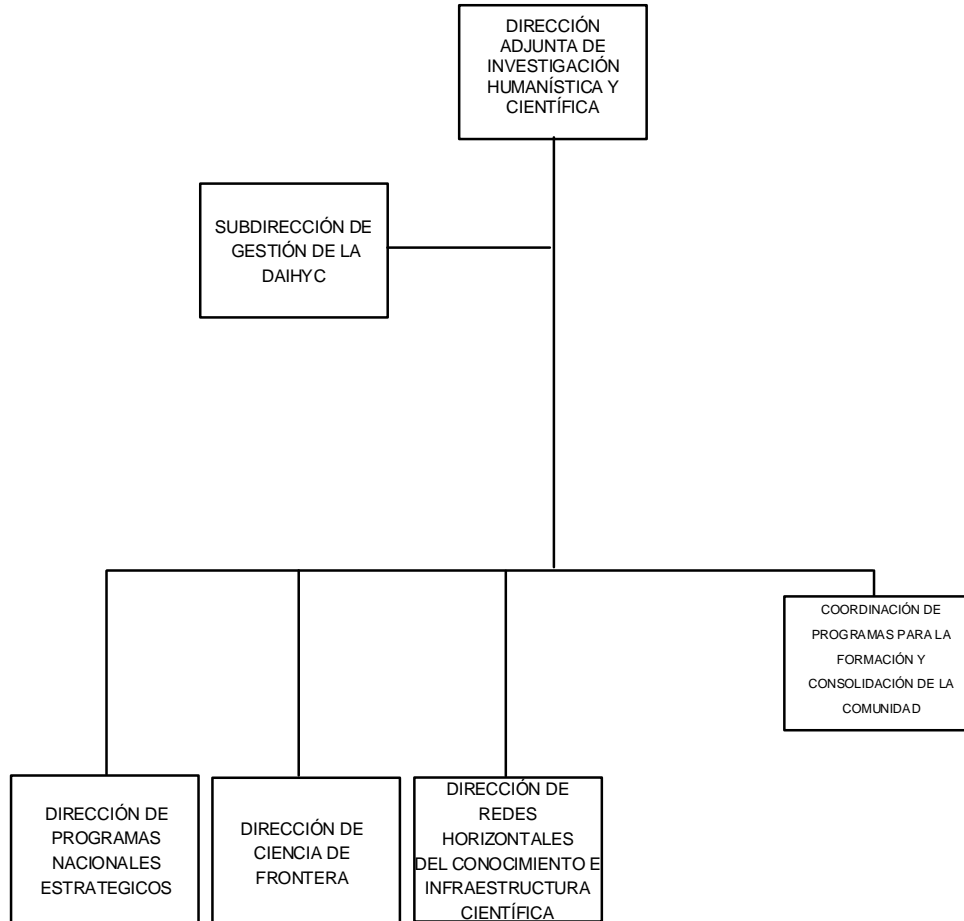 DIRECCIÓN
ADJUNTA DE
INVESTIGACIÓN
HUMANÍSTICA Y
CIENTÍFICA
SUBDIRECCIÓN DE
GESTIÓN DE LA
DAIHYC
COORDINACIÓN DE
PROGRAMAS PARA LA
FORMACIÓN Y
CONSOLIDACIÓN DE LA
COMUNIDAD
DIRECCIÓN DE
PROGRAMAS
NACIONALES
ESTRATEGICOS
DIRECCIÓN DE
CIENCIA DE
FRONTERA
DIRECCIÓN DE
REDES
HORIZONTALES
DEL CONOCIMIENTO E
INFRAESTRUCTURA
CIENTÍFICA